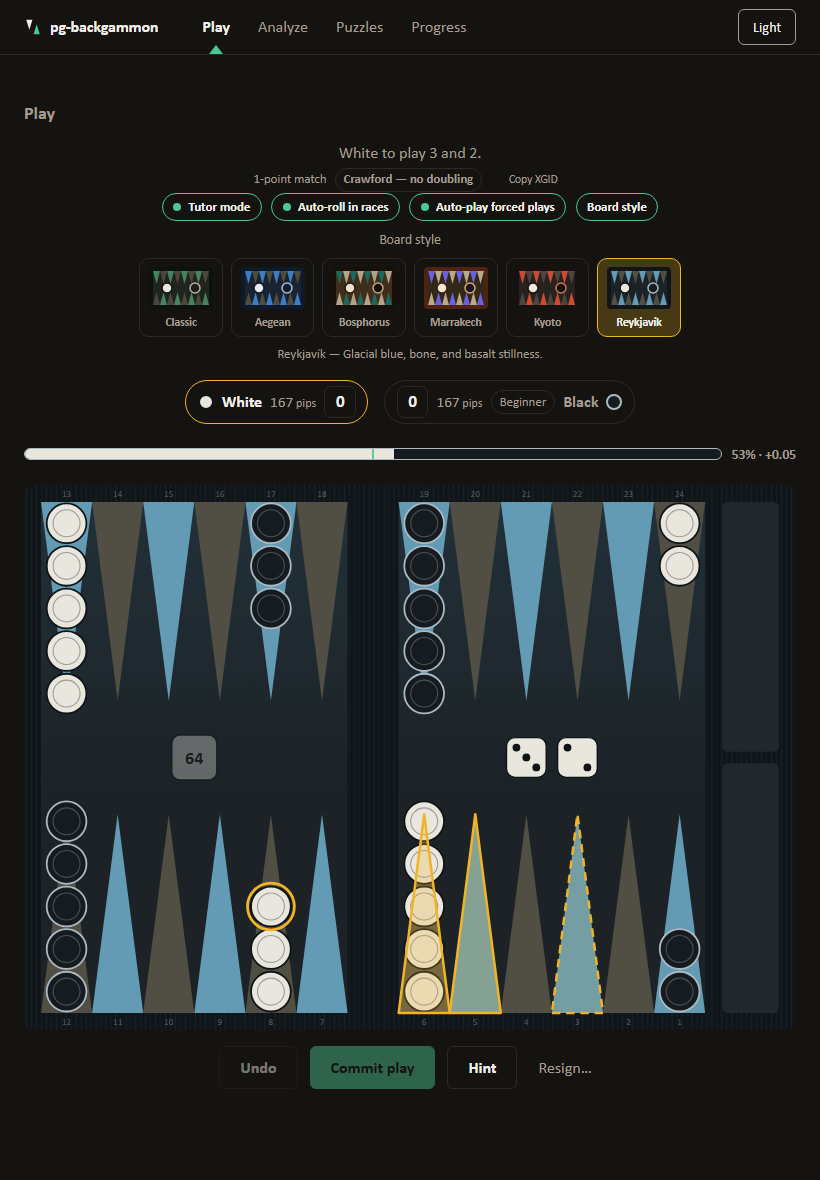 pg-backgammon Play Analyze Puzzles Progress Light
Play
White to play 3 and 2.
1-point match Crawford — no doubling Copy XGID
Tutor mode Auto-roll in races Auto-play forced plays Board style
Board style
Classic Aegean Bosphorus Marrakech Kyoto Reykjavík
Reykjavík — Glacial blue, bone, and basalt stillness.
White 167 pips 0 0 167 pips Beginner Black
53% · +0.05
13 14 15 16 17 18 19 20 21 22 23 24
64
12 11 10 9 8 7 6 5 4 3 2 1
Undo Commit play Hint Resign...